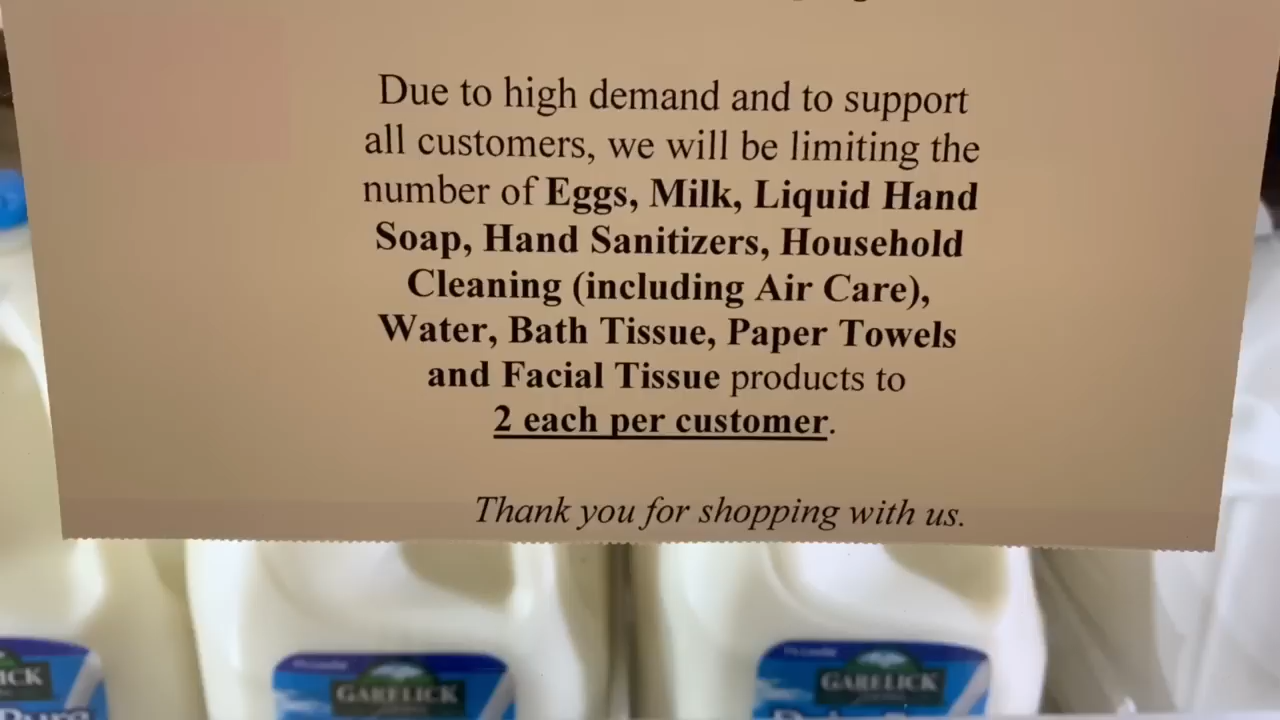 Due to high demand and to support
all customers, we will be limiting the
number of Eggs, Milk, Liquid Hand
Soap, Hand Sanitizers, Household
Cleaning (including Air Care),
Water, Bath Tissue, Paper Towels
and Facial Tissue products to
2 each per customer.
Thank you for shopping with us.
GARELICK
GARELICK